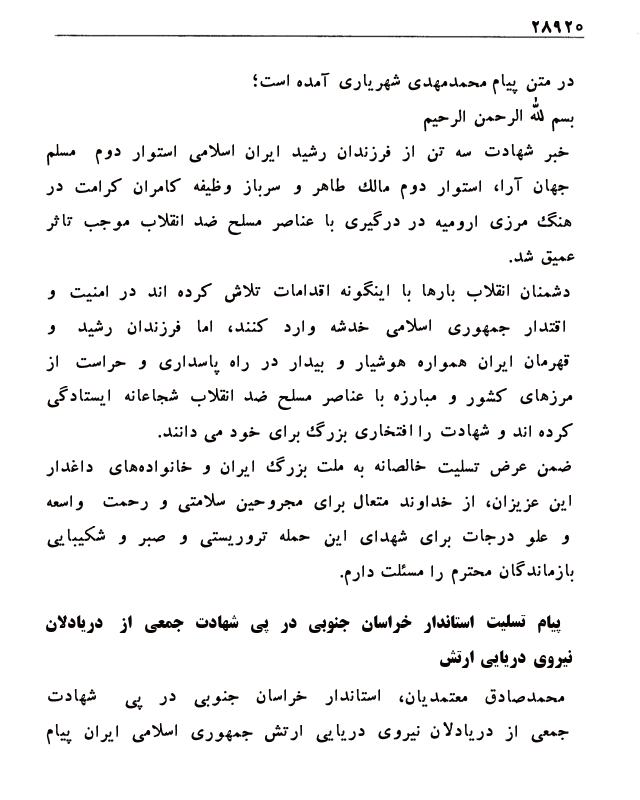 ۲۸۹۲۰
در متن پیام محمدمهدی شهریاری آمده است؛
بسم الله الرحمن الرحیم
خبر شهادت سه تن از فرزندان رشید ایران اسلامی استوار دوم مسلم
جهان آرا، استوار دوم مالک طاهر و سرباز وظیفه کامران کرامت در
هنگ مرزی ارومیه در درگیری با عناصر مسلح ضد انقلاب موجب تاثر
عمیق شد.
دشمنان انقلاب بارها با اینگونه اقدامات تلاش کرده اند در امنیت و
اقتدار جمهوری اسلامی خدشه وارد کنند، اما فرزندان رشید و
قهرمان ایران همواره هوشیار و بیدار در راه پاسداری و حراست از
مرزهای کشور و مبارزه با عناصر مسلح ضد انقلاب شجاعانه ایستادگی
کرده اند و شهادت را افتخاری بزرگ برای خود می دانند.
ضمن عرض تسلیت خالصانه به ملت بزرگ ایران و خانواده‌های داغدار
این عزیزان، از خداوند متعال برای مجروحین سلامتی و رحمت واسعه
و علو درجات برای شهدای این حمله تروریستی و صبر و شکیبایی
بازماندگان محترم را مسئلت دارم.
پیام تسلیت استاندار خراسان جنوبی در پی شهادت جمعی از دریادلان
نیروی دریایی ارتش
محمدصادق معتمدیان، استاندار خراسان جنوبی در پی شهادت
جمعی از دریادلان نیروی دریایی ارتش جمهوری اسلامی ایران پیام